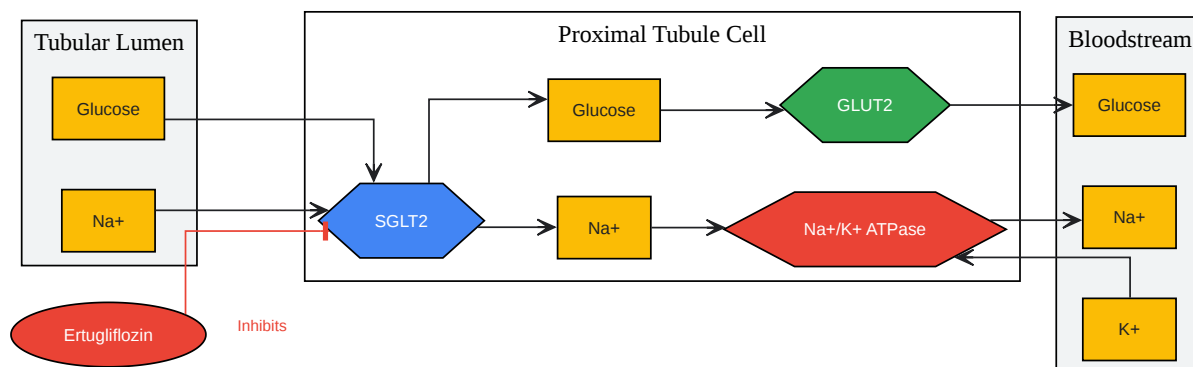 Tubular Lumen
Proximal Tubule Cell
Bloodstream
Glucose
Glucose
GLUT2
Glucose
Na+
SGLT2
Na+
Na+/K+ ATPase
Na+
Ertugliflozin
Inhibits
K+